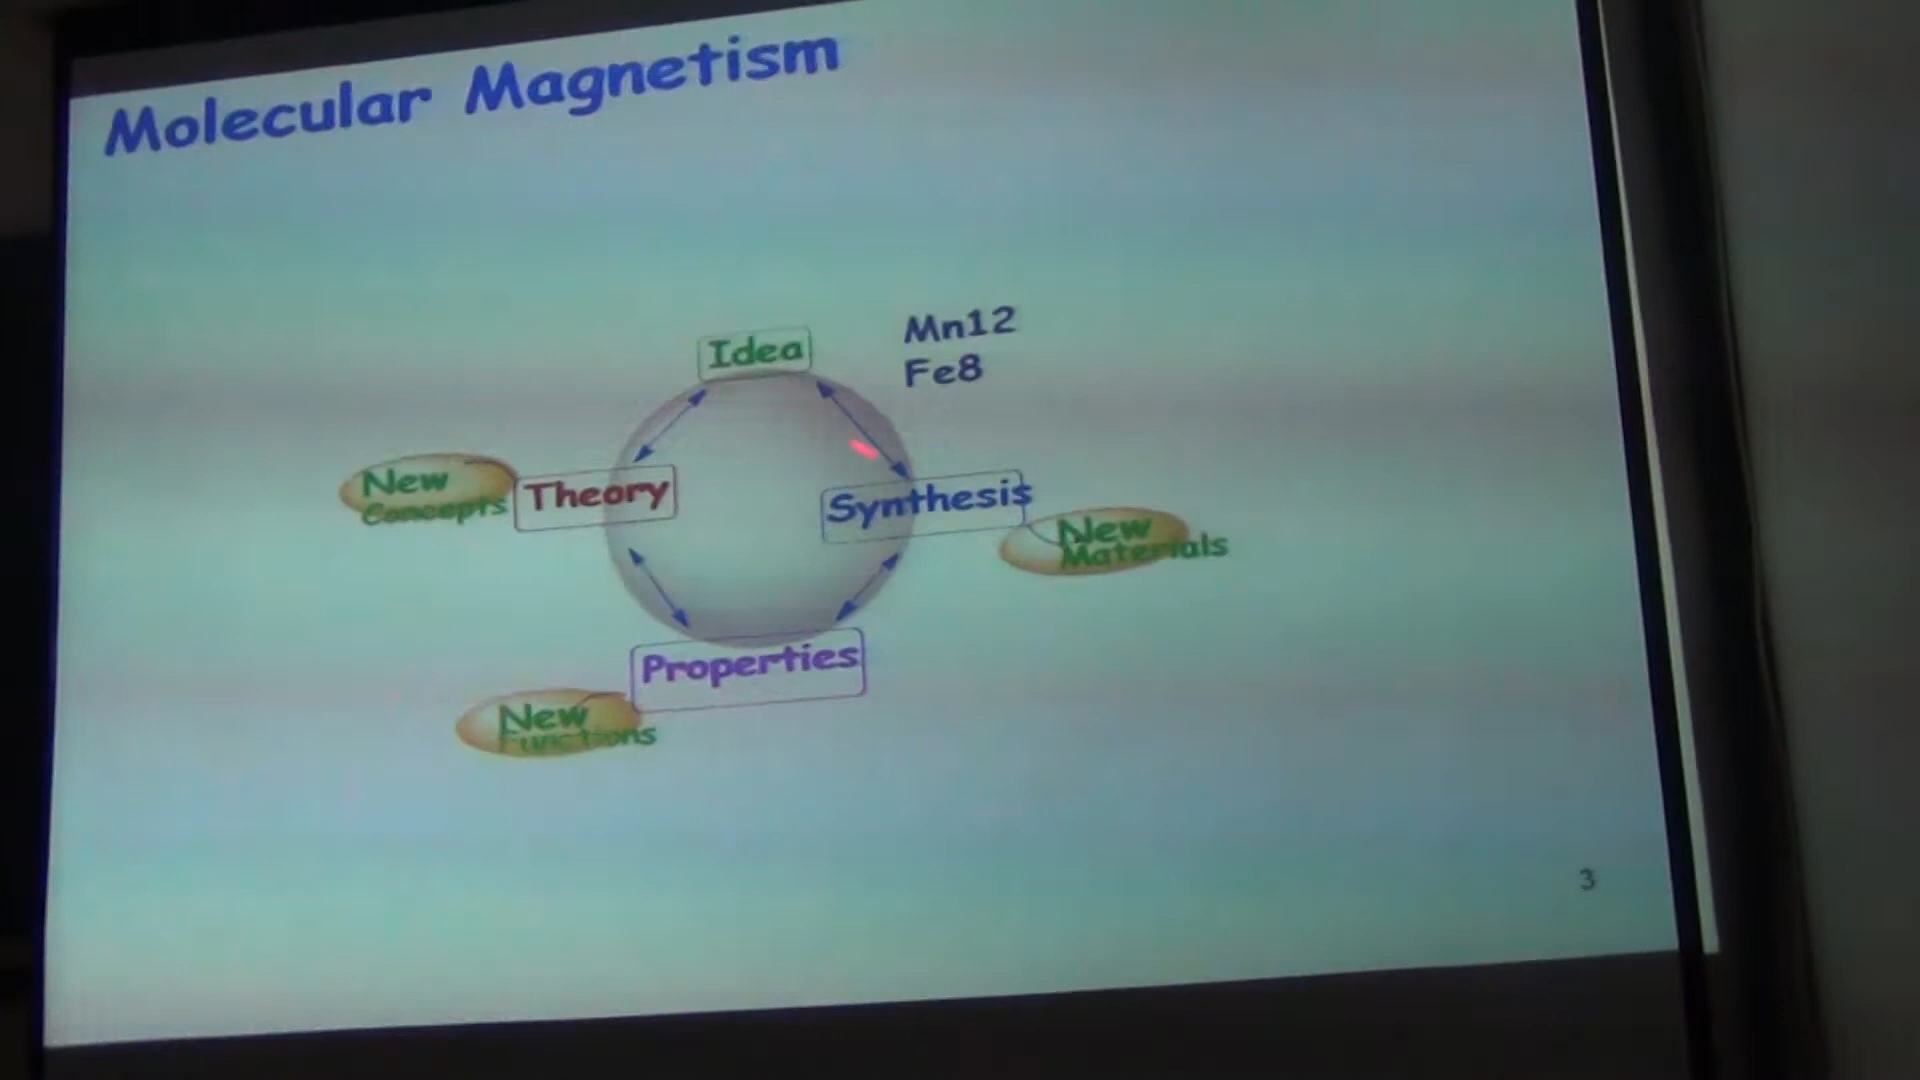 Molecular Magnetism
Mn12
Fe8
Idea
New
Concepts
Theory
Synthesis
New
Materials
Properties
New
Functions
3